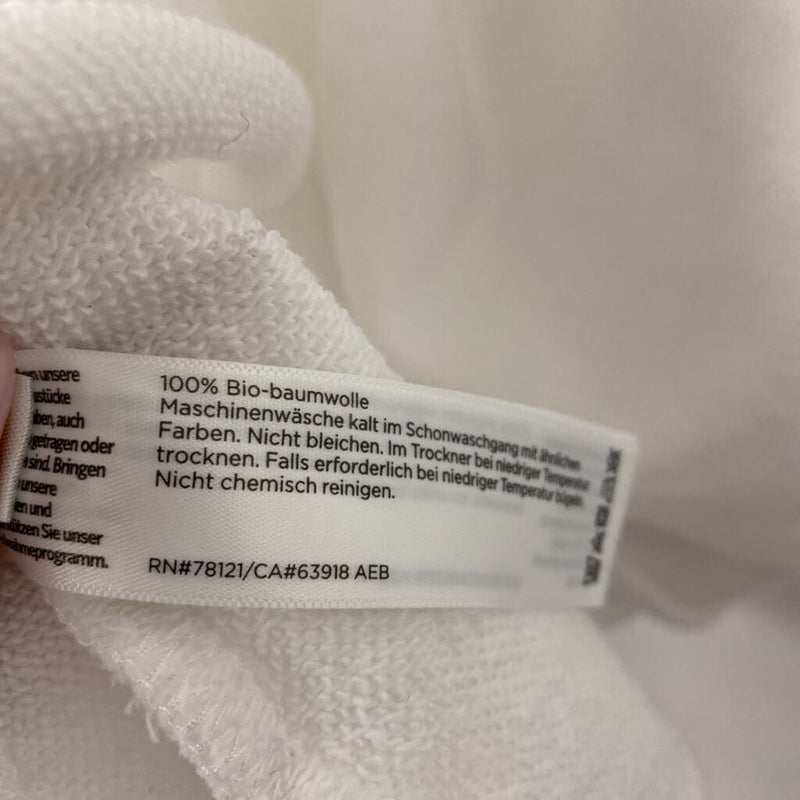 unsere
stücke
ben, auch
getragen oder
sind. Bringen
unsere
en und
ützen Sie unser
ahmeprogramm.
100% Bio-baumwolle
Maschinenwäsche kalt im Schonwaschgang mit ähnlichen
Farben. Nicht bleichen. Im Trockner bei niedriger Temperatur
trocknen. Falls erforderlich bei niedriger Temperatur bügeln.
Nicht chemisch reinigen.
RN#78121/CA#63918 AEB